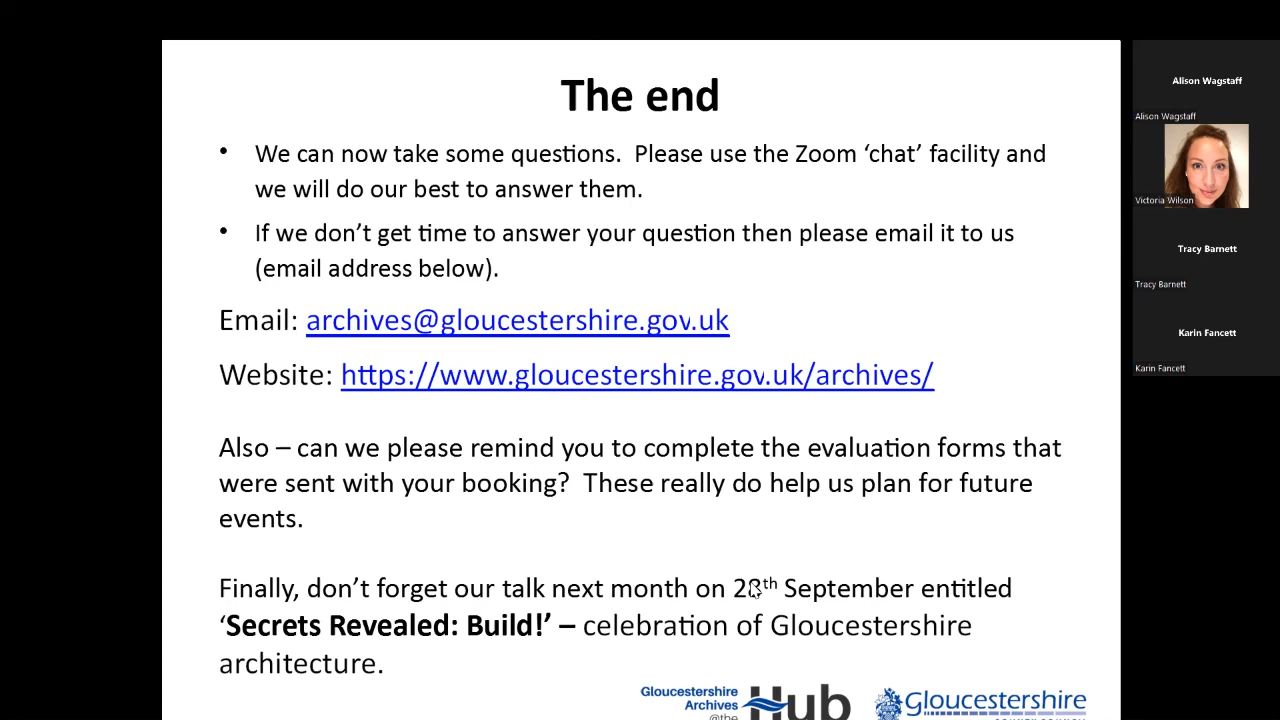 The end
• We can now take some questions.  Please use the Zoom ‘chat’ facility and
we will do our best to answer them.
• If we don’t get time to answer your question then please email it to us
(email address below).
Email: archives@gloucestershire.gov.uk
Website: https://www.gloucestershire.gov.uk/archives/
Also – can we please remind you to complete the evaluation forms that
were sent with your booking?  These really do help us plan for future
events.
Finally, don’t forget our talk next month on 28th September entitled
‘Secrets Revealed: Build!’ – celebration of Gloucestershire
architecture.
Gloucestershire
Archives
@the
Hub
Gloucestershire
Alison Wagstaff
Alison Wagstaff
Victoria Wilson
Tracy Barnett
Tracy Barnett
Karin Fancett
Karin Fancett